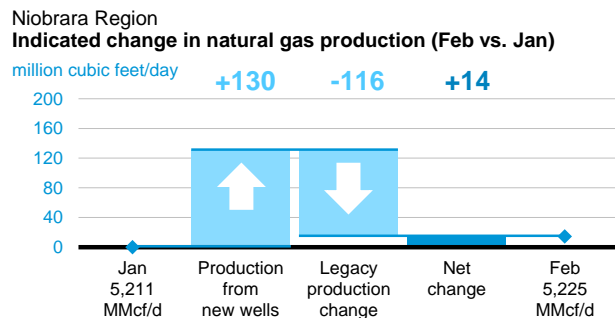 Niobrara Region
Indicated change in natural gas production (Feb vs. Jan)
million cubic feet/day
+130 -116 +14
200
160
120
80
40
0
Jan Production Legacy Net Feb
5,211 from production change 5,225
MMcf/d new wells change MMcf/d